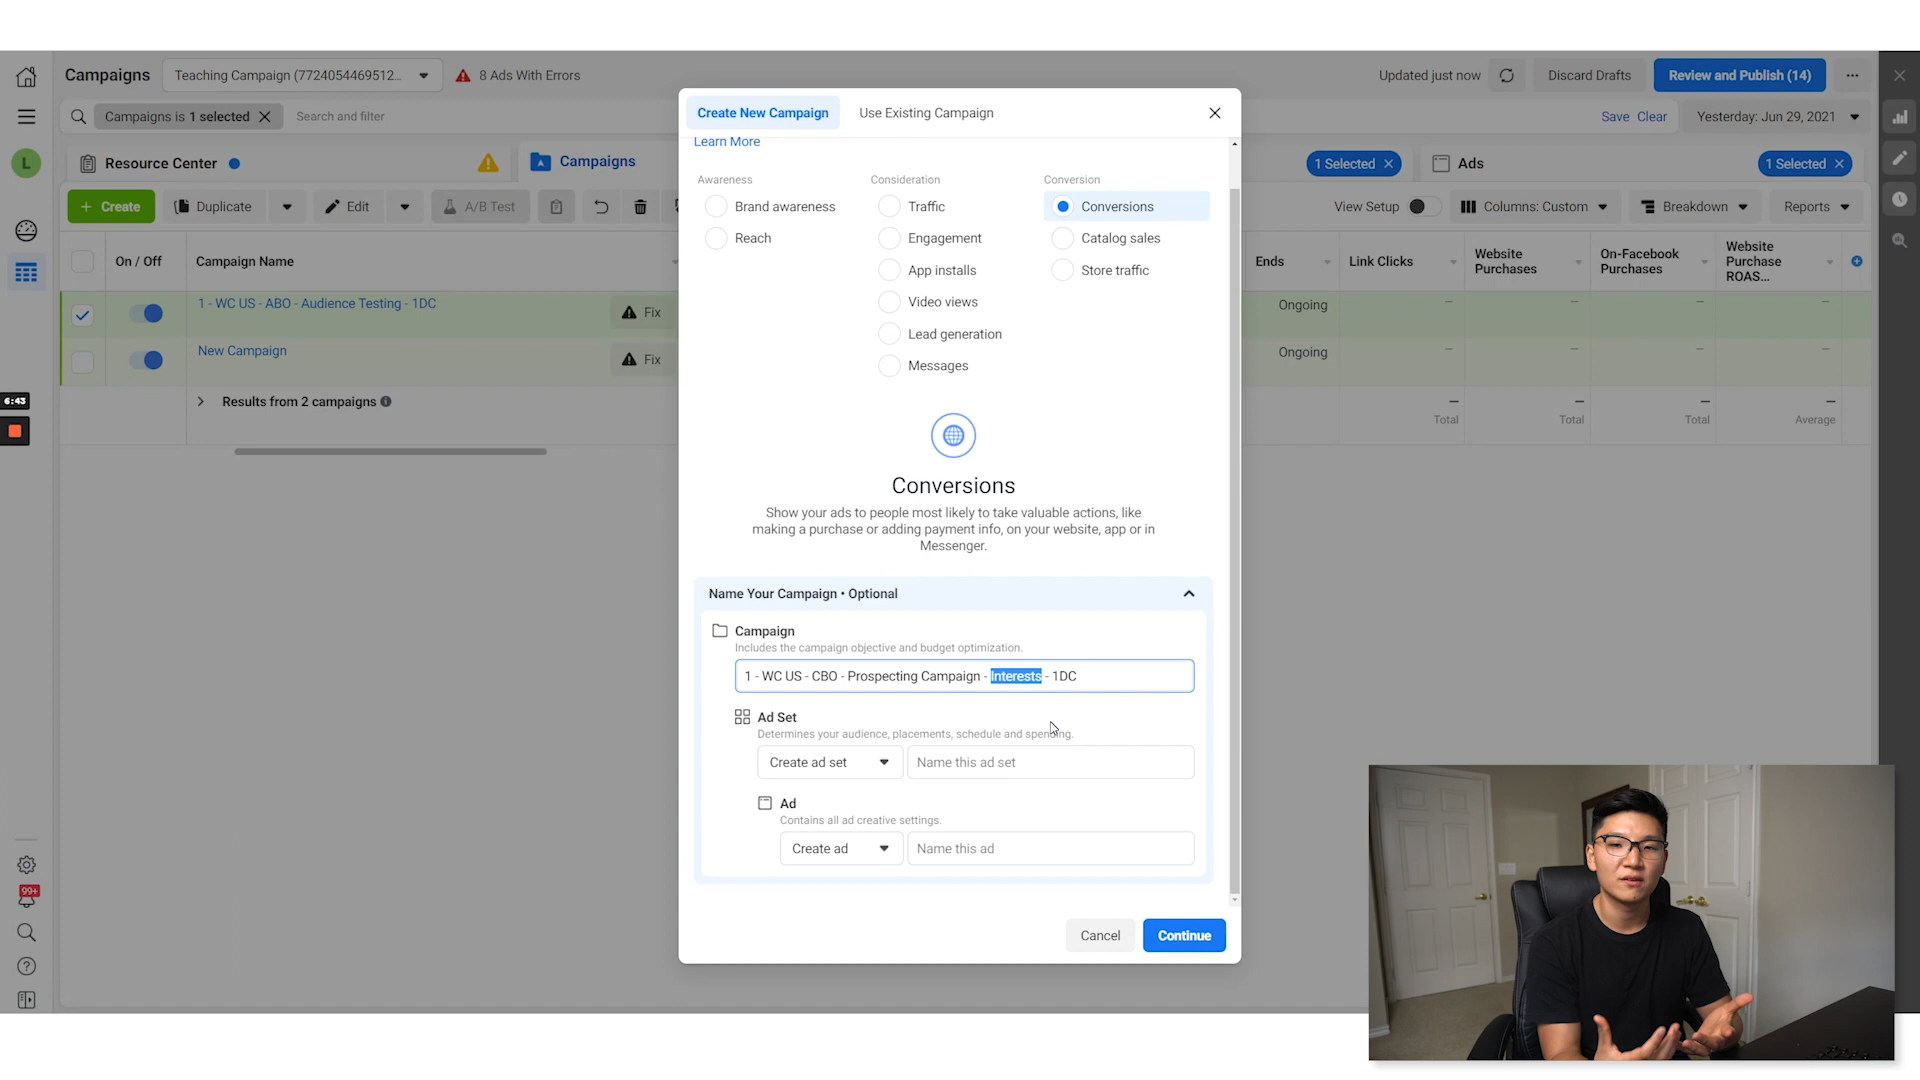 Campaigns
Teaching Campaign (7724054469512...
8 Ads With Errors
Updated just now
Discard Drafts
Review and Publish (14)
Campaigns is 1 selected
Search and filter
Save Clear
Yesterday: Jun 29, 2021
L
Resource Center
Campaigns
1 Selected
Ads
1 Selected
+ Create
Duplicate
Edit
A/B Test
View Setup
Columns: Custom
Breakdown
Reports
On / Off
Campaign Name
Ends
Link Clicks
Website Purchases
On-Facebook Purchases
Website Purchase ROAS...
1 - WC US - ABO - Audience Testing - 1DC
Fix
Ongoing
—
—
—
—
New Campaign
Fix
Ongoing
—
—
—
—
Results from 2 campaigns
—
Total
—
Total
—
Total
—
Average
6:43
99+
Create New Campaign
Use Existing Campaign
Learn More
Awareness
Brand awareness
Reach
Consideration
Traffic
Engagement
App installs
Video views
Lead generation
Messages
Conversion
Conversions
Catalog sales
Store traffic
Conversions
Show your ads to people most likely to take valuable actions, like
making a purchase or adding payment info, on your website, app or in
Messenger.
Name Your Campaign • Optional
Campaign
Includes the campaign objective and budget optimization.
1 - WC US - CBO - Prospecting Campaign - Interests - 1DC
Ad Set
Determines your audience, placements, schedule and spending.
Create ad set
Name this ad set
Ad
Contains all ad creative settings.
Create ad
Name this ad
Cancel
Continue